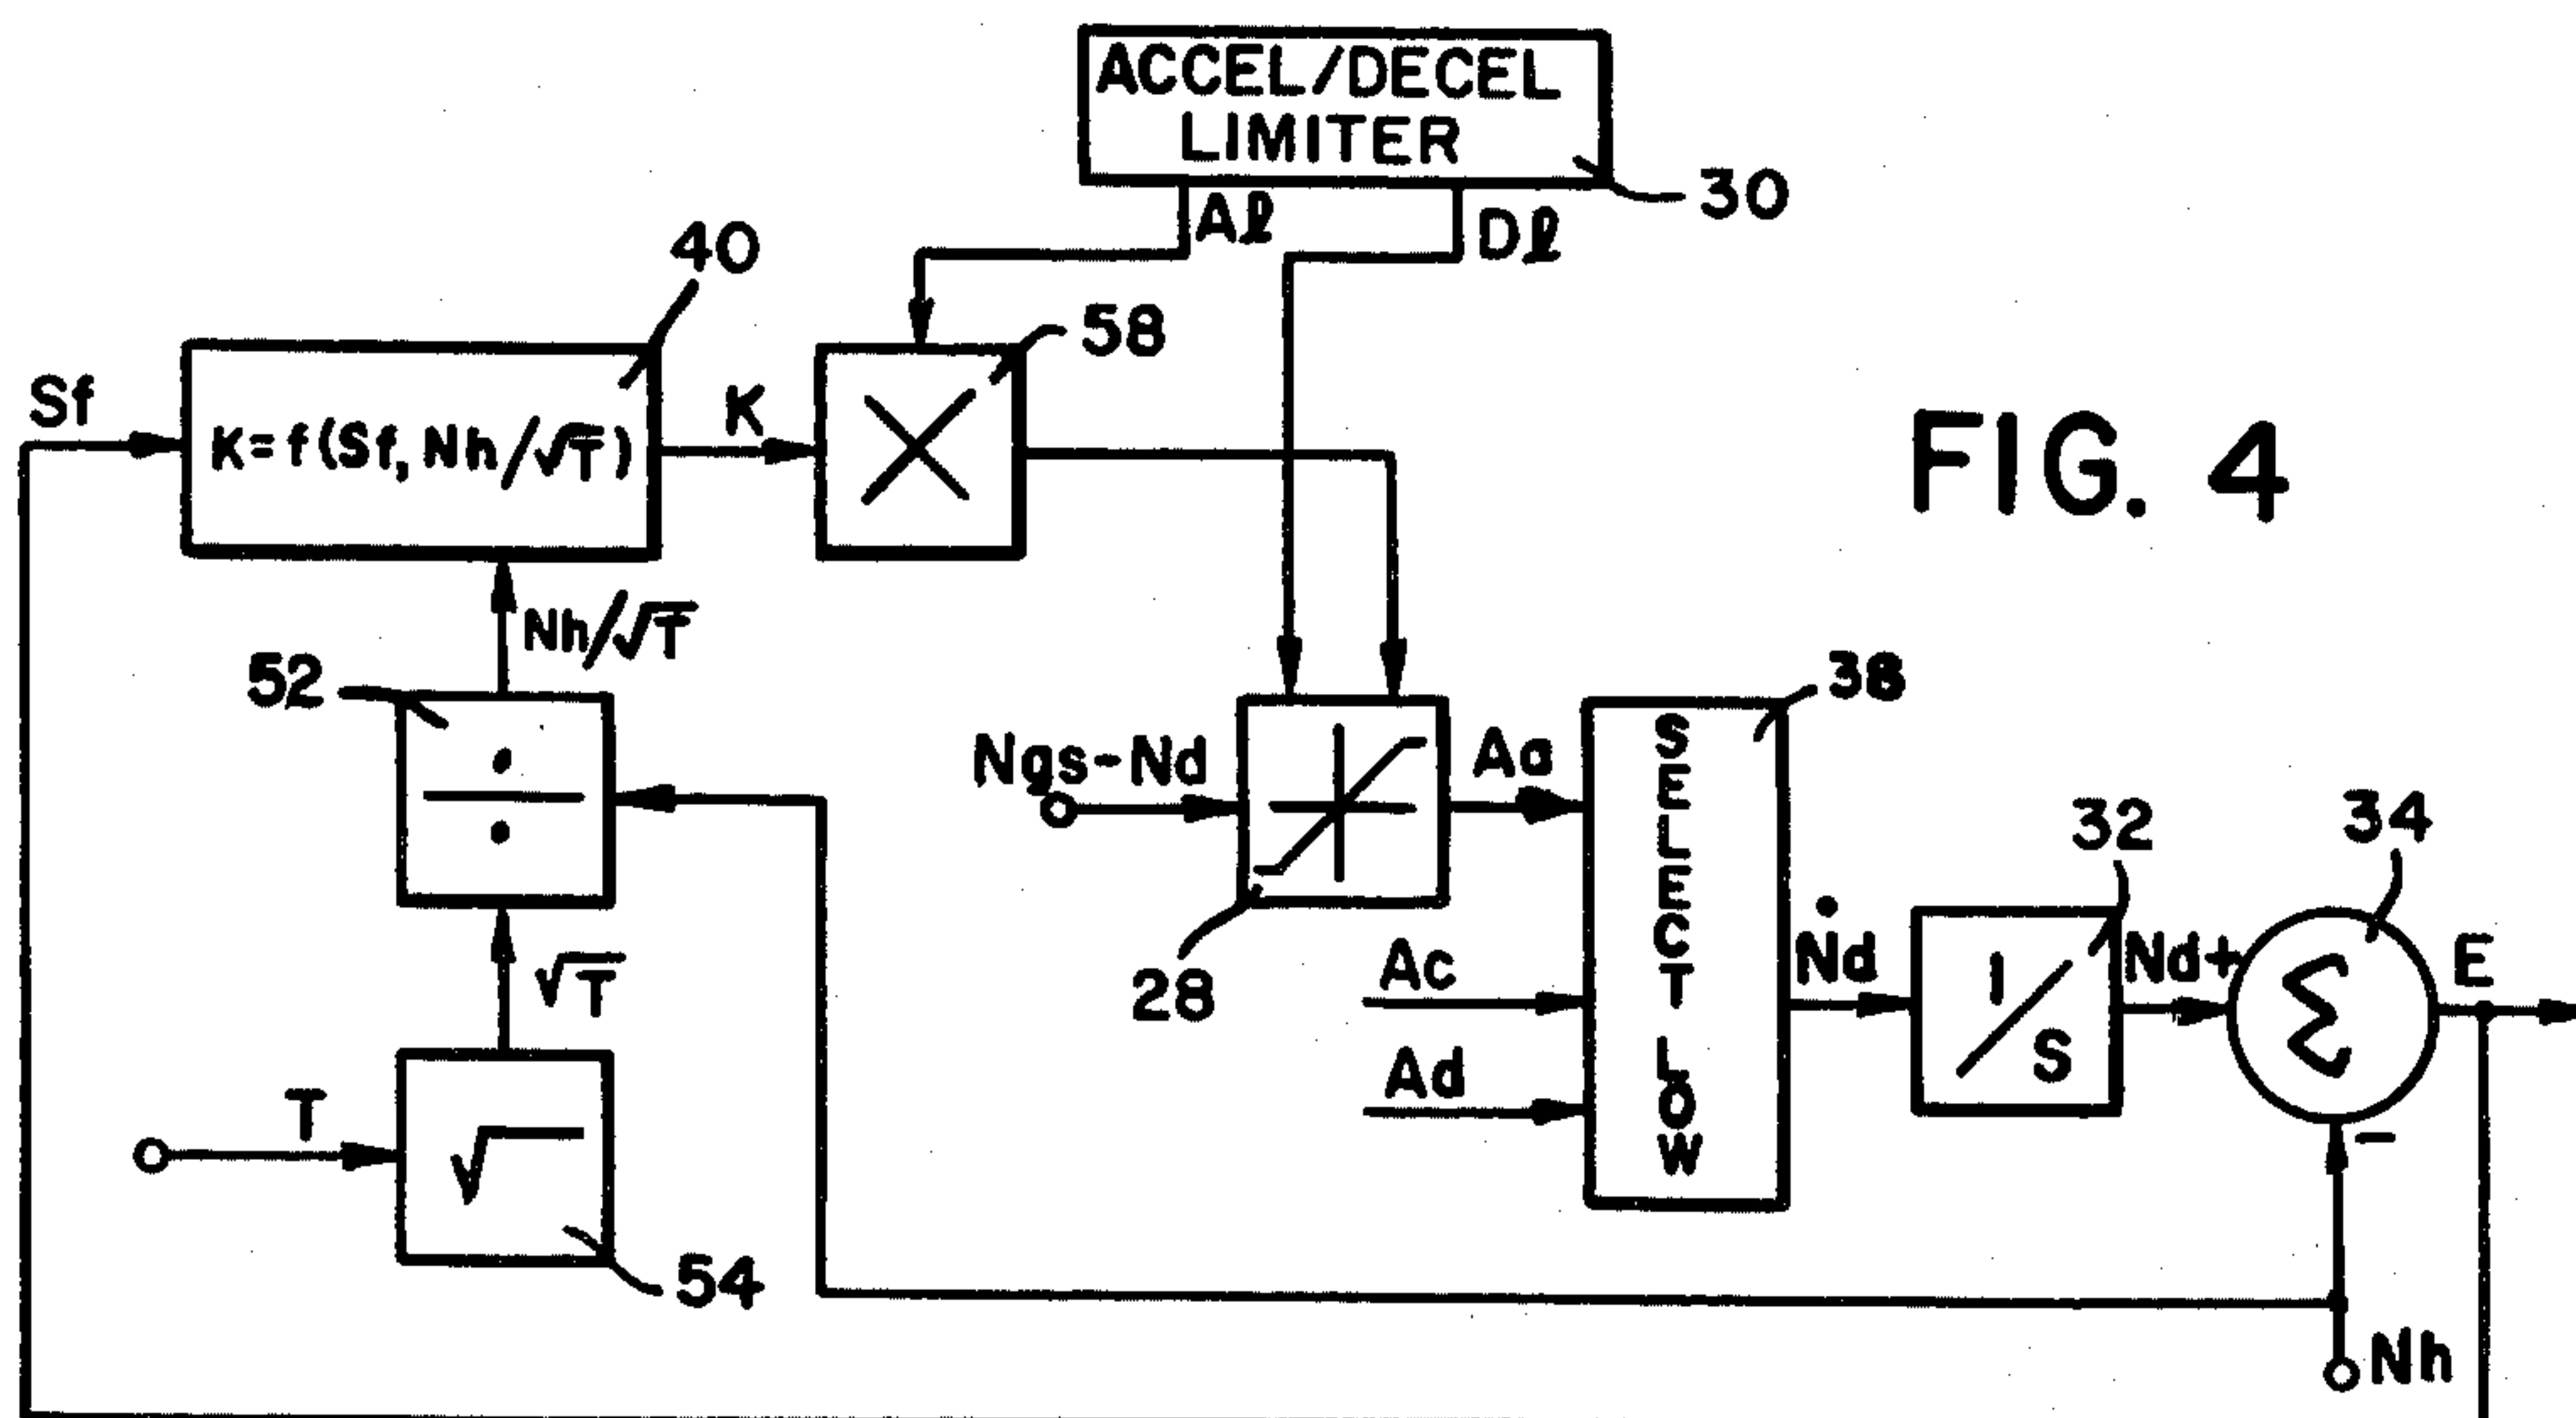 ACCEL/DECEL
LIMITER
30
Aℓ
Dℓ
40
58
Sf
K=f(Sf, Nh/√T)
K
FIG. 4
Nh/√T
52
38
Ngs-Nd
Aa
SELECT LOW
32
34
28
√T
Ac
Ṅd
1/S
Nd+
Σ
E
Ad
T
√
54
-
Nh